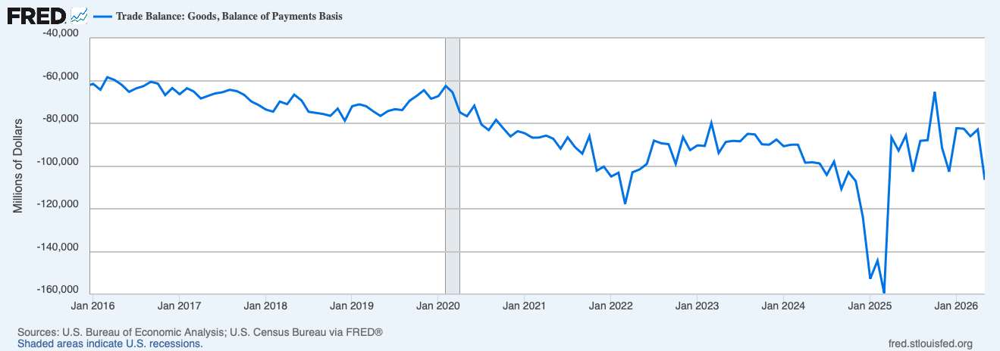 FRED Trade Balance: Goods, Balance of Payments Basis
-40,000
-60,000
-80,000
-100,000
-120,000
-140,000
-160,000
Millions of Dollars
Jan 2016 Jan 2017 Jan 2018 Jan 2019 Jan 2020 Jan 2021 Jan 2022 Jan 2023 Jan 2024 Jan 2025 Jan 2026
Sources: U.S. Bureau of Economic Analysis; U.S. Census Bureau via FRED®
Shaded areas indicate U.S. recessions. fred.stlouisfed.org